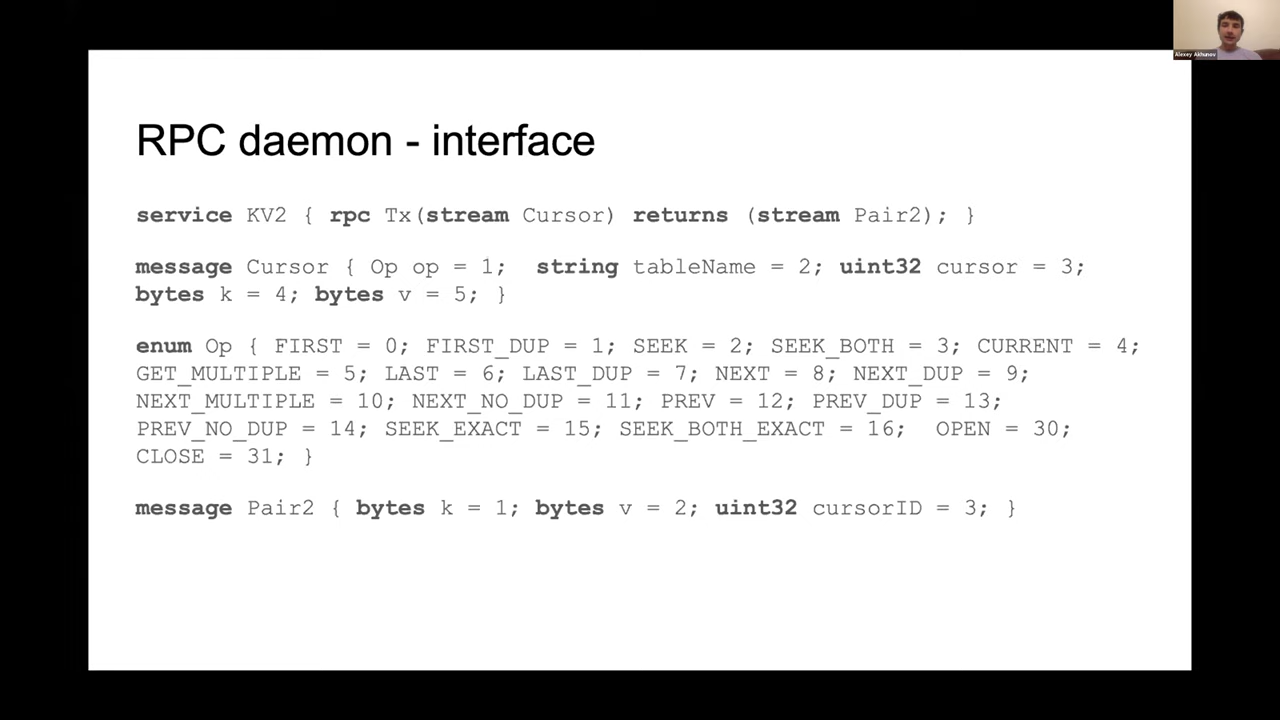 Alexey Akhunov
RPC daemon - interface
service KV2 { rpc Tx(stream Cursor) returns (stream Pair2); }
message Cursor { Op op = 1;  string tableName = 2; uint32 cursor = 3;
bytes k = 4; bytes v = 5; }
enum Op { FIRST = 0; FIRST_DUP = 1; SEEK = 2; SEEK_BOTH = 3; CURRENT = 4;
GET_MULTIPLE = 5; LAST = 6; LAST_DUP = 7; NEXT = 8; NEXT_DUP = 9;
NEXT_MULTIPLE = 10; NEXT_NO_DUP = 11; PREV = 12; PREV_DUP = 13;
PREV_NO_DUP = 14; SEEK_EXACT = 15; SEEK_BOTH_EXACT = 16;  OPEN = 30;
CLOSE = 31; }
message Pair2 { bytes k = 1; bytes v = 2; uint32 cursorID = 3; }